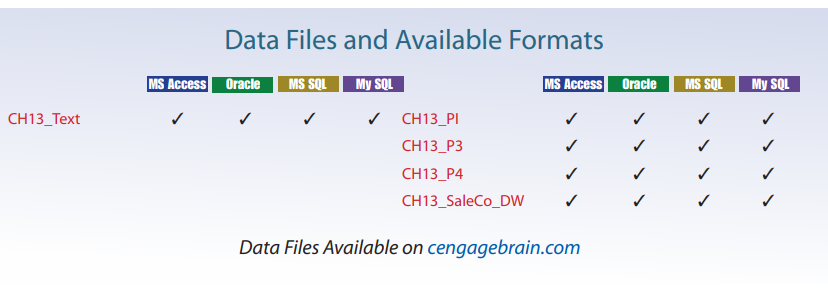 Data Files and Available Formats
MS Access Oracle MS SQL My SQL MS Access Oracle MS SQL My SQL
CH13_Text ✓ ✓ ✓ ✓ CH13_P1 ✓ ✓ ✓ ✓
CH13_P3 ✓ ✓ ✓ ✓
CH13_P4 ✓ ✓ ✓ ✓
CH13_SaleCo_DW ✓ ✓ ✓ ✓
Data Files Available on cengagebrain.com